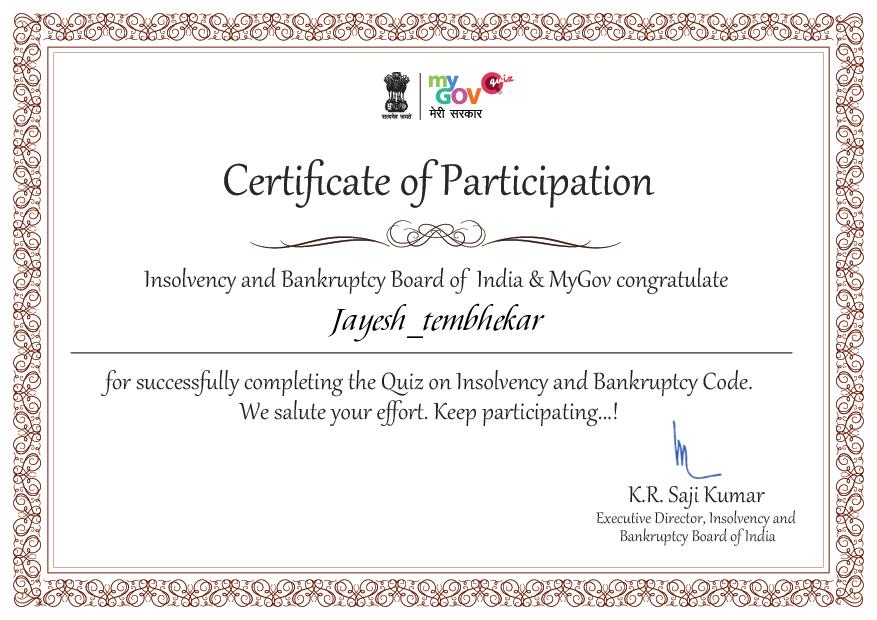 सत्यमेव जयते
my quiz
GOV
मेरी सरकार
Certificate of Participation
Insolvency and Bankruptcy Board of India & MyGov congratulate
Jayesh_tembhekar
for successfully completing the Quiz on Insolvency and Bankruptcy Code.
We salute your effort. Keep participating...!
K.R. Saji Kumar
Executive Director, Insolvency and
Bankruptcy Board of India